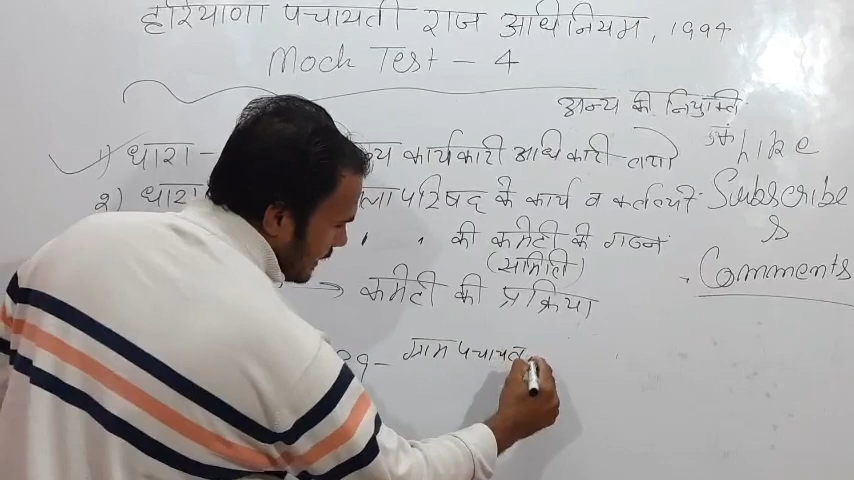 हरियाणा पंचायती राज अधिनियम, 1994
Mock Test - 4
अन्य की नियुक्ति
1) धारा - कार्यकारी अधिकारी तथा
Like
2) धारा परिषद के कार्य व कर्तव्य
Subscribe
की कमेटी के गठन
&
(समिति)
Comments
→ कमेटी की प्रक्रिया
ग्राम पंचायत